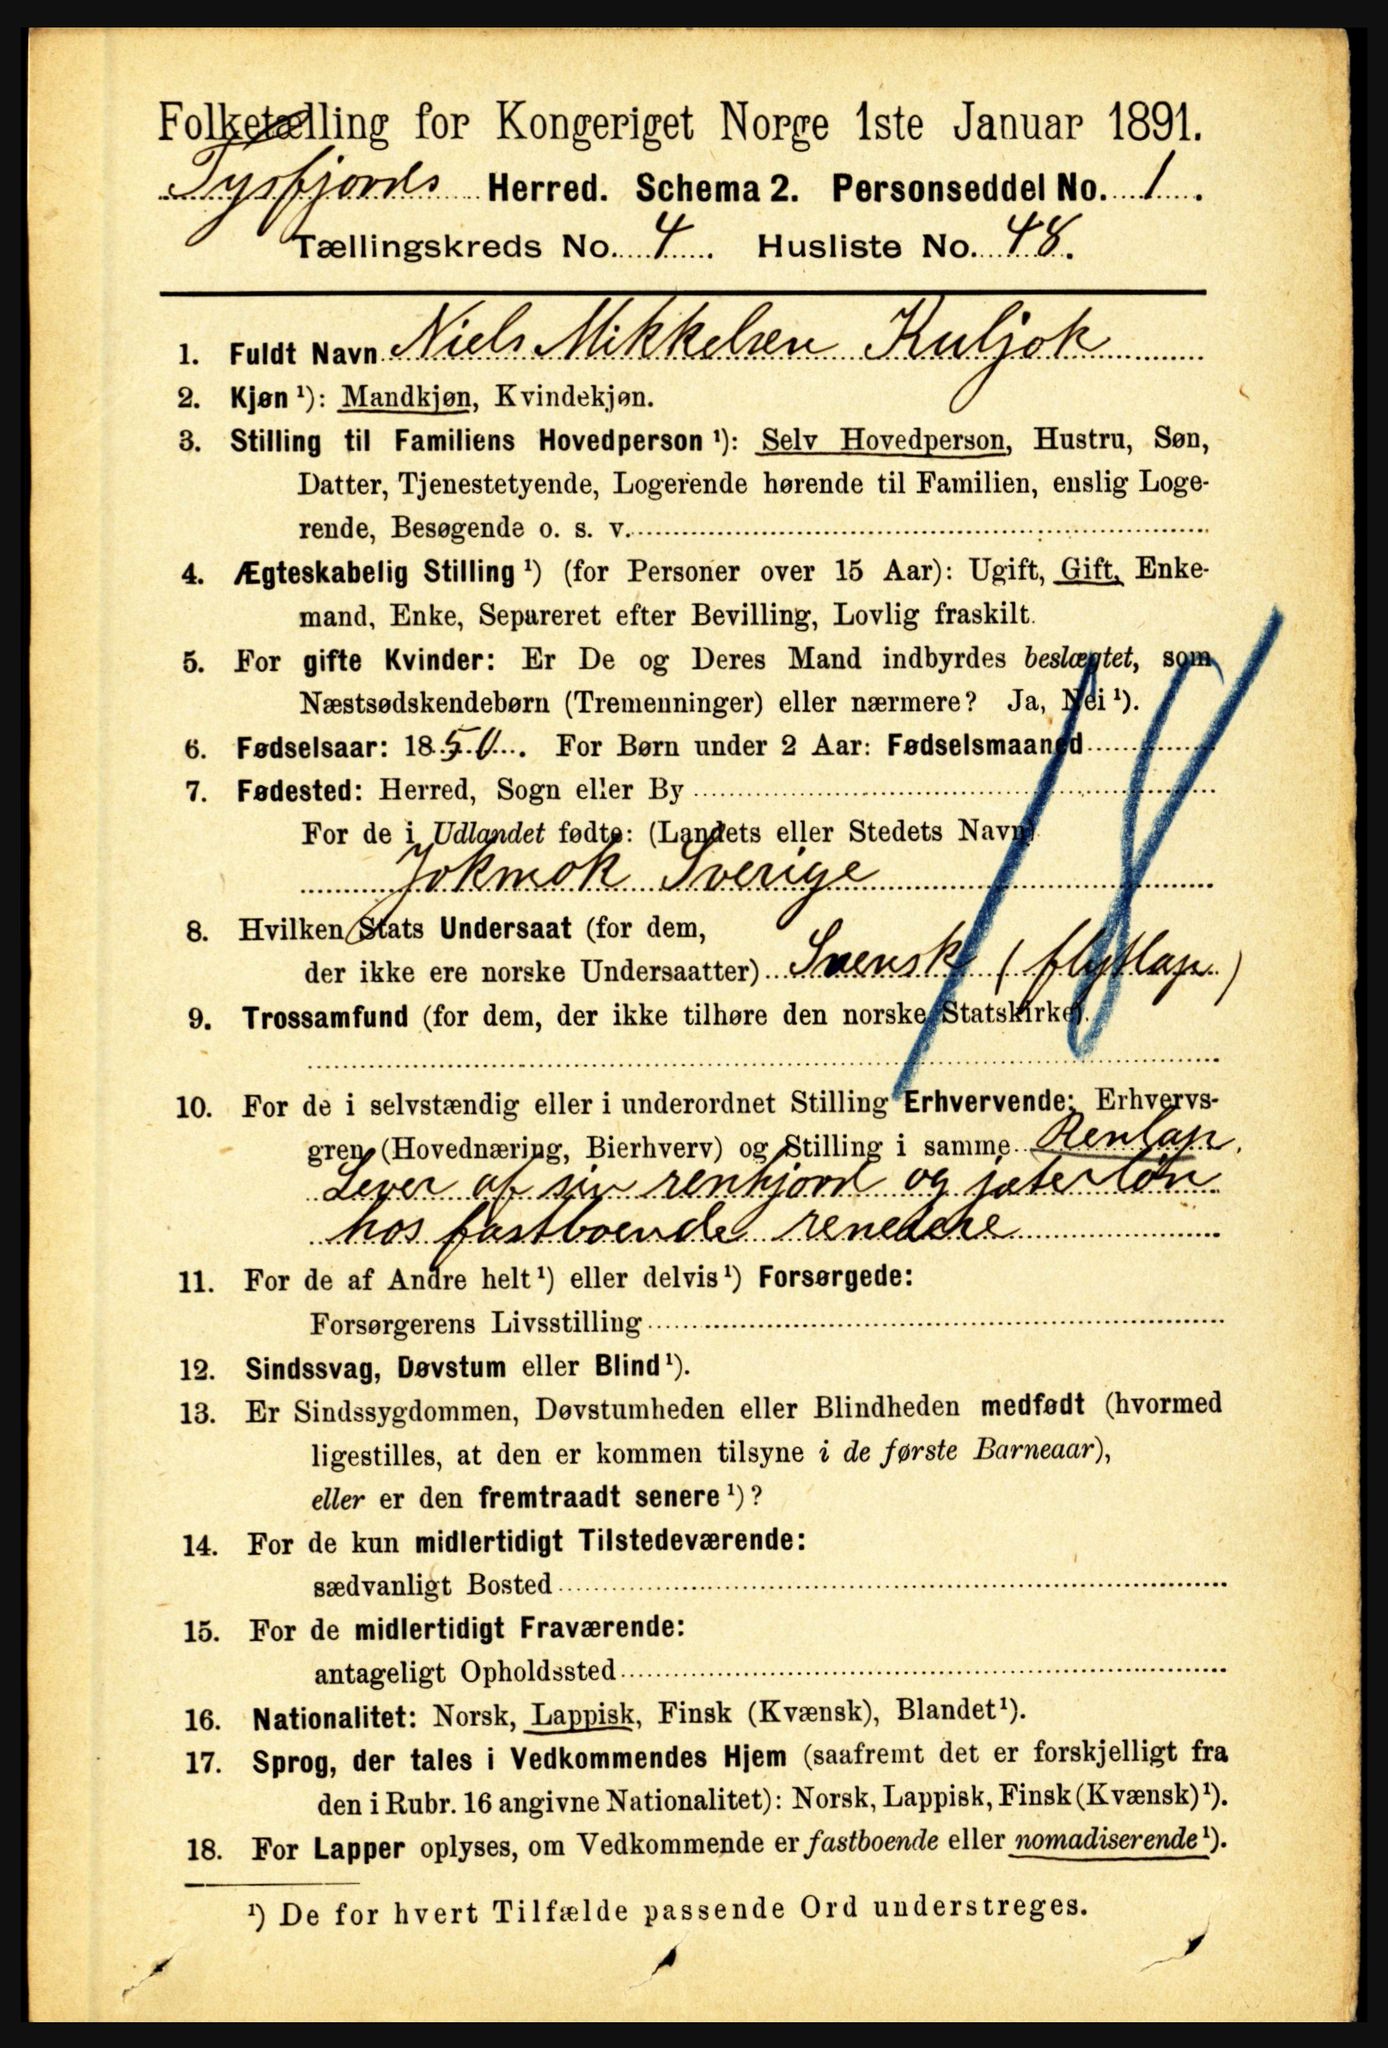 Folketælling for Kongeriget Norge 1ste Januar 1891.
Tysfjords Herred. Schema 2. Personseddel No. 1.
Tællingskreds No. 4. Husliste No. 48.
1. Fuldt Navn Niels Mikkelsen Kuljok
2. Kjøn ¹): Mandkjøn, Kvindekjøn.
3. Stilling til Familiens Hovedperson ¹): Selv Hovedperson, Hustru, Søn,
Datter, Tjenestetyende, Logerende hørende til Familien, enslig Loge-
rende, Besøgende o. s. v.
4. Ægteskabelig Stilling ¹) (for Personer over 15 Aar): Ugift, Gift, Enke-
mand, Enke, Separeret efter Bevilling, Lovlig fraskilt.
5. For gifte Kvinder: Er De og Deres Mand indbyrdes beslægtet, som
Næstsødskendebørn (Tremenninger) eller nærmere? Ja, Nei ¹).
6. Fødselsaar: 1850. For Børn under 2 Aar: Fødselsmaaned
7. Fødested: Herred, Sogn eller By
For de i Udlandet fødte: (Landets eller Stedets Navn)
Jokmok Sverige
8. Hvilken Stats Undersaat (for dem,
der ikke ere norske Undersaatter) Svensk (flytlap)
9. Trossamfund (for dem, der ikke tilhøre den norske Statskirke).
18
10. For de i selvstændig eller i underordnet Stilling Erhvervende: Erhvervs-
gren (Hovednæring, Bierhverv) og Stilling i samme Renlap.
Lever af sin renhjord og jæterløn
hos fastboende reneiere
11. For de af Andre helt ¹) eller delvis ¹) Forsørgede:
Forsørgerens Livsstilling
12. Sindssvag, Døvstum eller Blind ¹).
13. Er Sindssygdommen, Døvstumheden eller Blindheden medfødt (hvormed
ligestilles, at den er kommen tilsyne i de første Barneaar),
eller er den fremtraadt senere ¹)?
14. For de kun midlertidigt Tilstedeværende:
sædvanligt Bosted
15. For de midlertidigt Fraværende:
antageligt Opholdssted
16. Nationalitet: Norsk, Lappisk, Finsk (Kvænsk), Blandet ¹).
17. Sprog, der tales i Vedkommendes Hjem (saafremt det er forskjelligt fra
den i Rubr. 16 angivne Nationalitet): Norsk, Lappisk, Finsk (Kvænsk) ¹).
18. For Lapper oplyses, om Vedkommende er fastboende eller nomadiserende ¹).
¹) De for hvert Tilfælde passende Ord understreges.